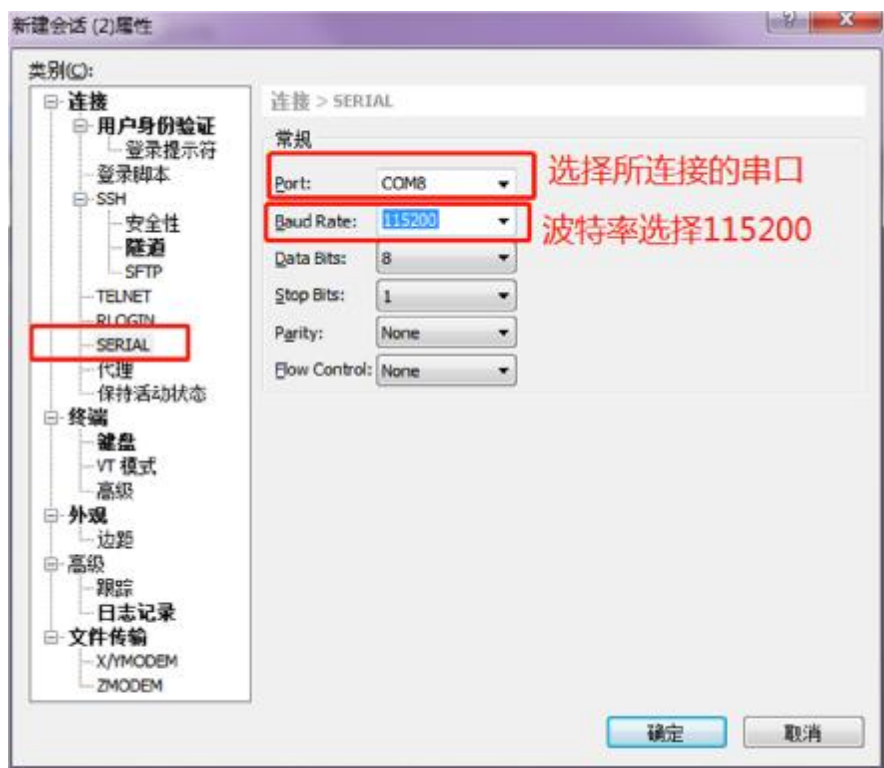 新建会话 (2)属性
类别(C):
连接
用户身份验证
登录提示符
登录脚本
SSH
安全性
隧道
SFTP
TELNET
RLOGIN
SERIAL
代理
保持活动状态
终端
键盘
VT 模式
高级
外观
边距
高级
跟踪
日志记录
文件传输
X/YMODEM
ZMODEM
连接 > SERIAL
常规
Port: COM8 选择所连接的串口
Baud Rate: 115200 波特率选择115200
Data Bits: 8
Stop Bits: 1
Parity: None
Flow Control: None
确定 取消